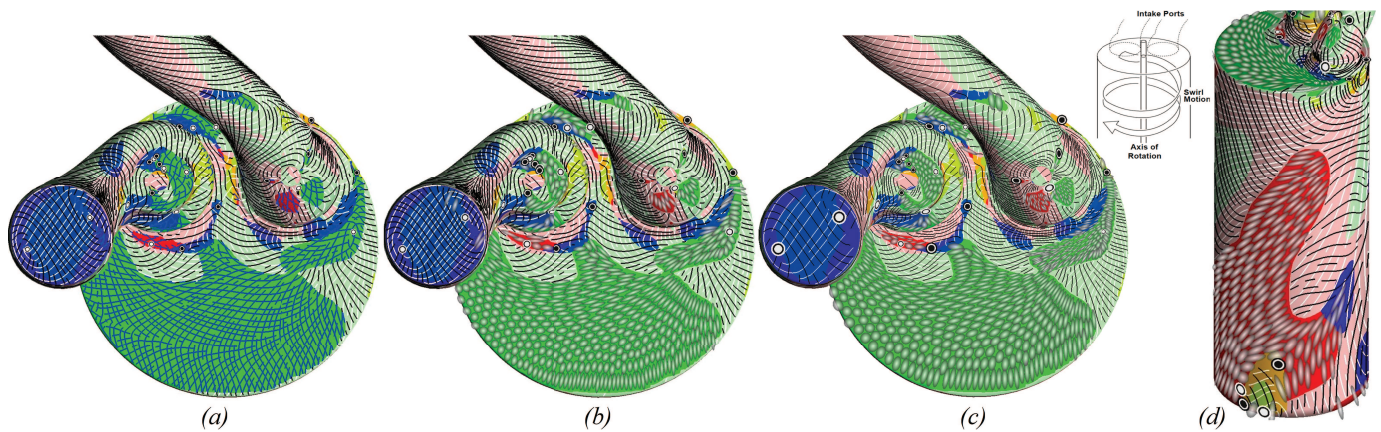 Intake Ports
Swirl
Motion
Axis of
Rotation
(a)
(b)
(c)
(d)